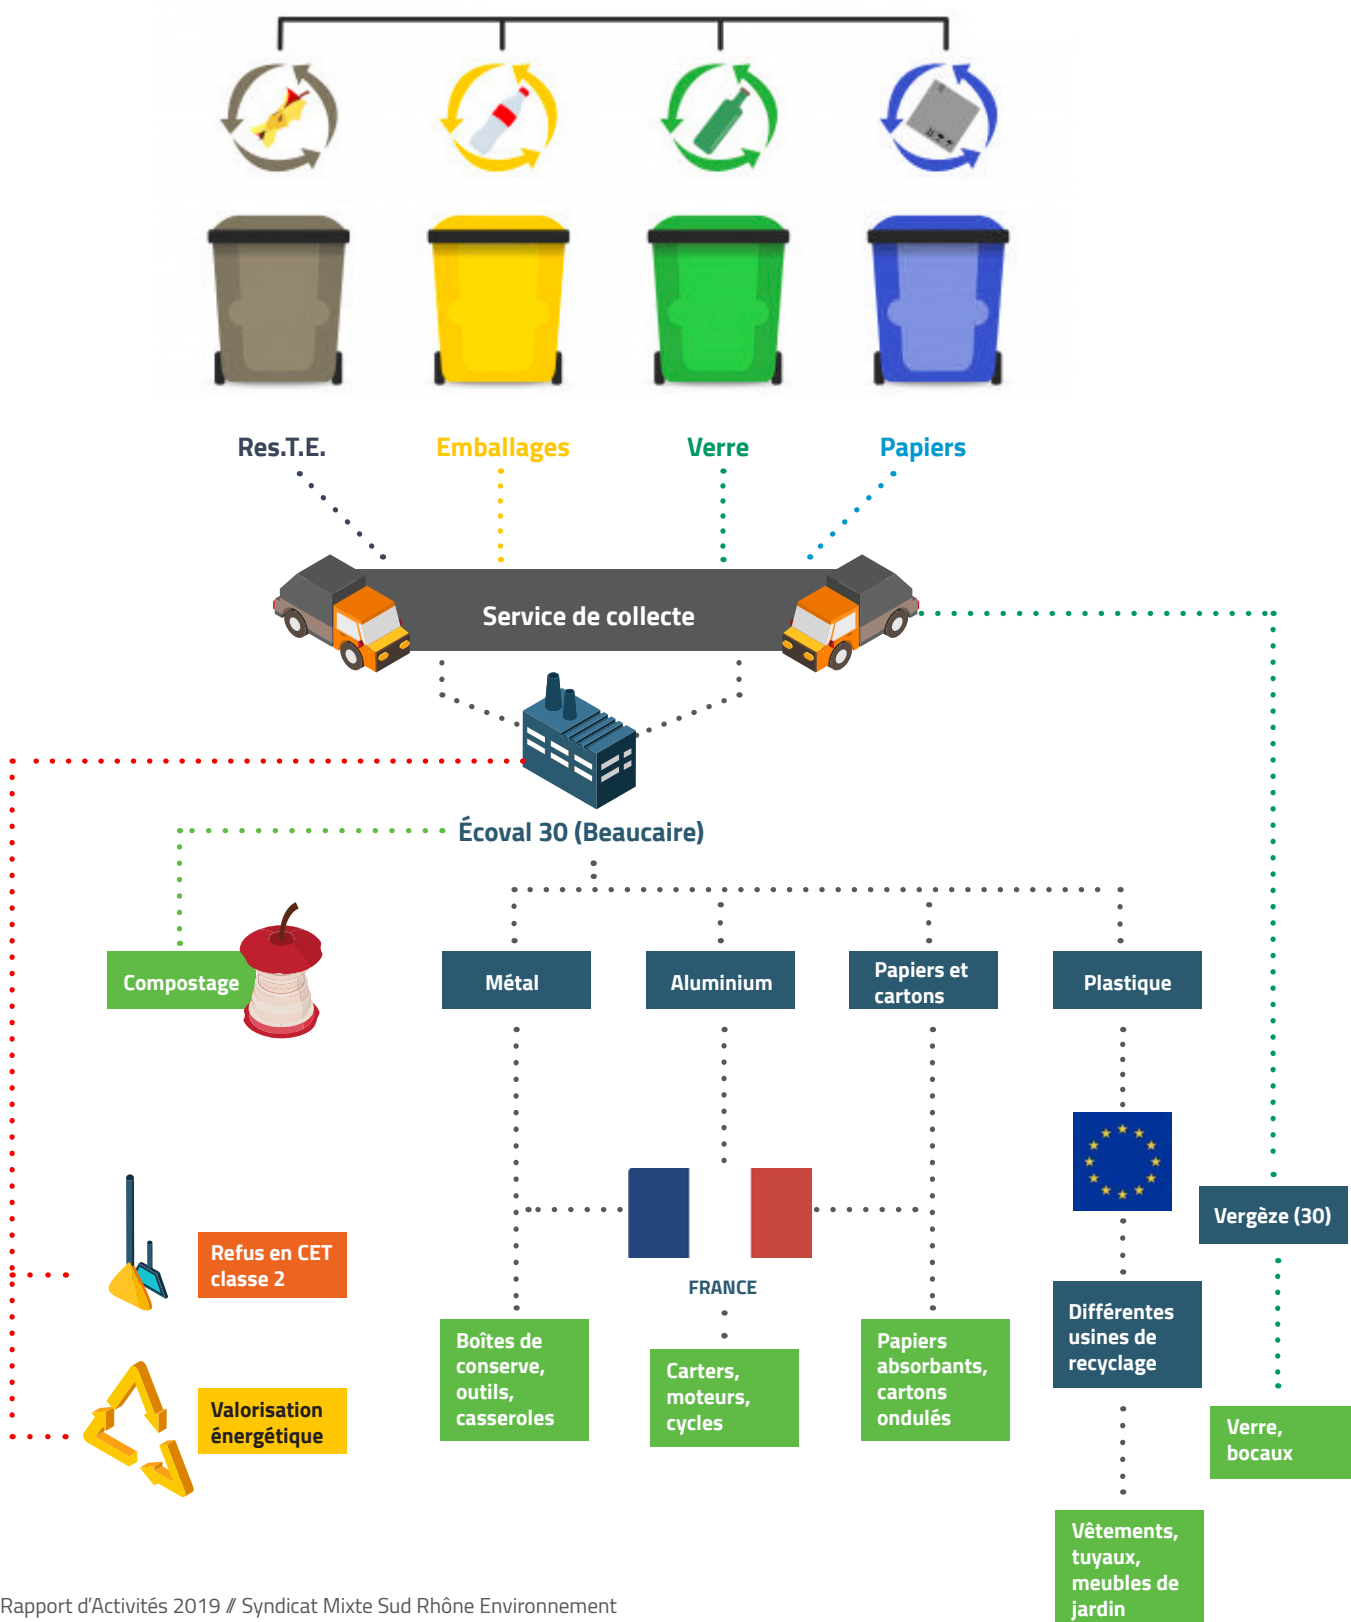 Res.T.E.
Emballages
Verre
Papiers
Service de collecte
Écoval 30 (Beaucaire)
Compostage
Métal
Aluminium
Papiers et
cartons
Plastique
Vergèze (30)
Refus en CET
classe 2
FRANCE
Différentes
usines de
recyclage
Boîtes de
conserve,
outils,
casseroles
Carters,
moteurs,
cycles
Papiers
absorbants,
cartons
ondulés
Valorisation
énergétique
Verre,
bocaux
Vêtements,
tuyaux,
meubles de
jardin
Rapport d’Activités 2019 // Syndicat Mixte Sud Rhône Environnement